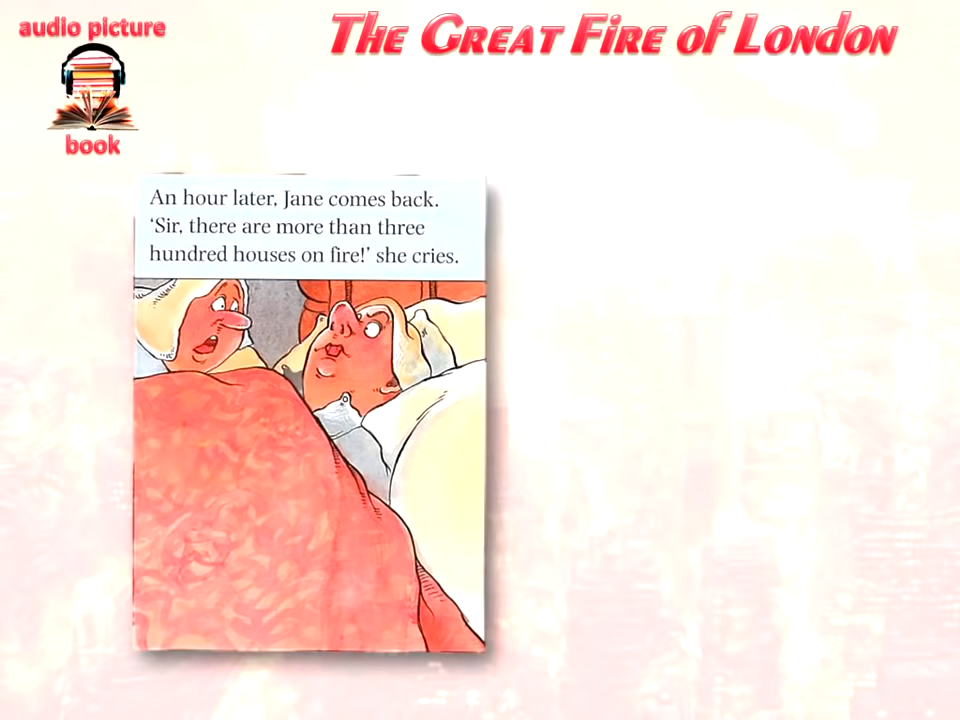 audio picture
book
The Great Fire of London
An hour later, Jane comes back.
‘Sir, there are more than three
hundred houses on fire!’ she cries.